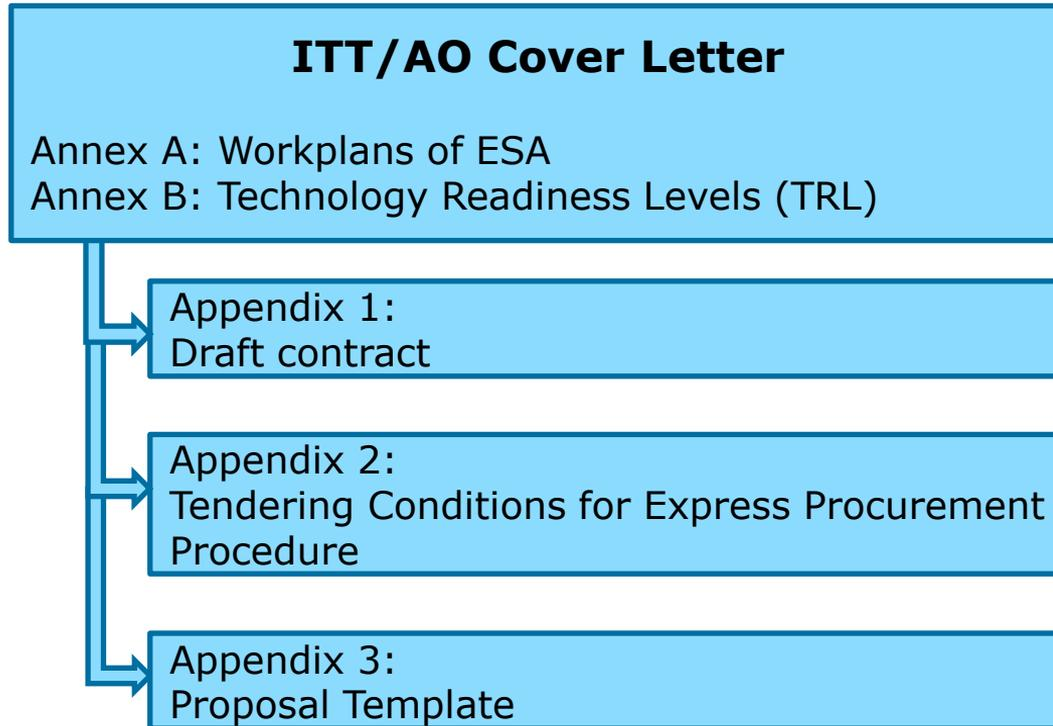 ITT/AO Cover Letter
Annex A: Workplans of ESA
Annex B: Technology Readiness Levels (TRL)
Appendix 1:
Draft contract
Appendix 2:
Tendering Conditions for Express Procurement
Procedure
Appendix 3:
Proposal Template